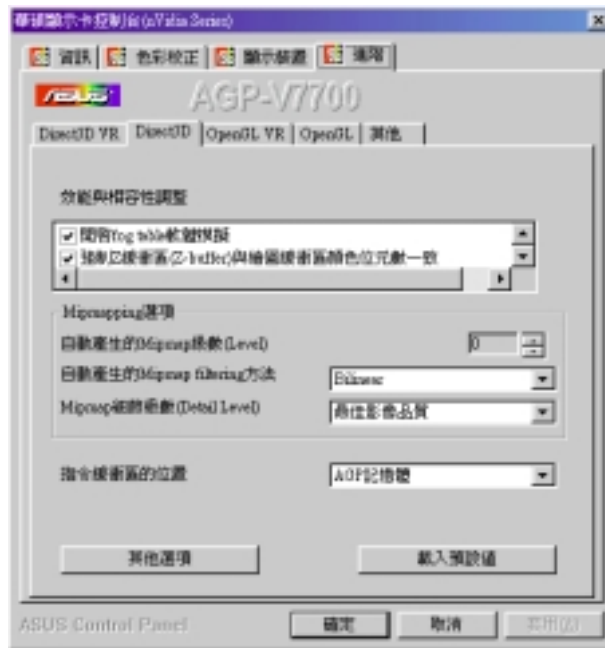 華碩顯示卡控制台(nVidia Series)
資訊 色彩校正 顯示裝置 進階
ASUS AGP-V7700
Direct3D VR Direct3D OpenGL VR OpenGL 其他
效能與相容性調整
開啟Fog table軟體模擬
強制Z緩衝區(Z-buffer)與繪圖緩衝區顏色位元數一致
Mipmapping選項
自動產生的Mipmap級數(Level) 0
自動產生的Mipmap filtering方法 Bilinear
Mipmap細節級數(Detail Level) 最佳影像品質
指令緩衝區的位置 AGP記憶體
其他選項 載入預設值
ASUS Control Panel 確定 取消 套用(A)